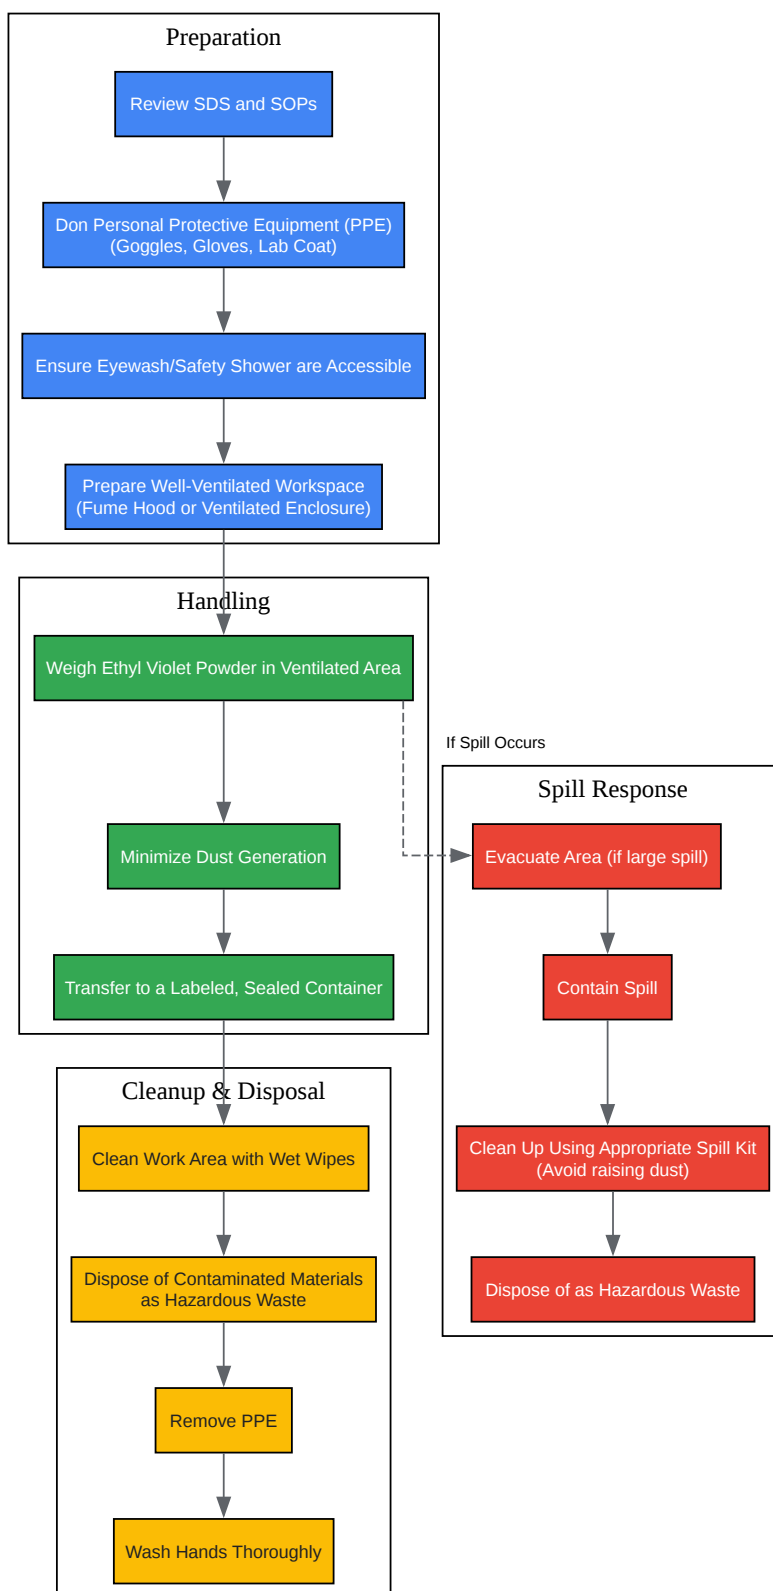 Preparation
Review SDS and SOPs
Don Personal Protective Equipment (PPE)
(Goggles, Gloves, Lab Coat)
Ensure Eyewash/Safety Shower are Accessible
Prepare Well-Ventilated Workspace
(Fume Hood or Ventilated Enclosure)
Handling
Weigh Ethyl Violet Powder in Ventilated Area
Minimize Dust Generation
Transfer to a Labeled, Sealed Container
If Spill Occurs
Spill Response
Evacuate Area (if large spill)
Contain Spill
Clean Up Using Appropriate Spill Kit
(Avoid raising dust)
Dispose of as Hazardous Waste
Cleanup & Disposal
Clean Work Area with Wet Wipes
Dispose of Contaminated Materials
as Hazardous Waste
Remove PPE
Wash Hands Thoroughly